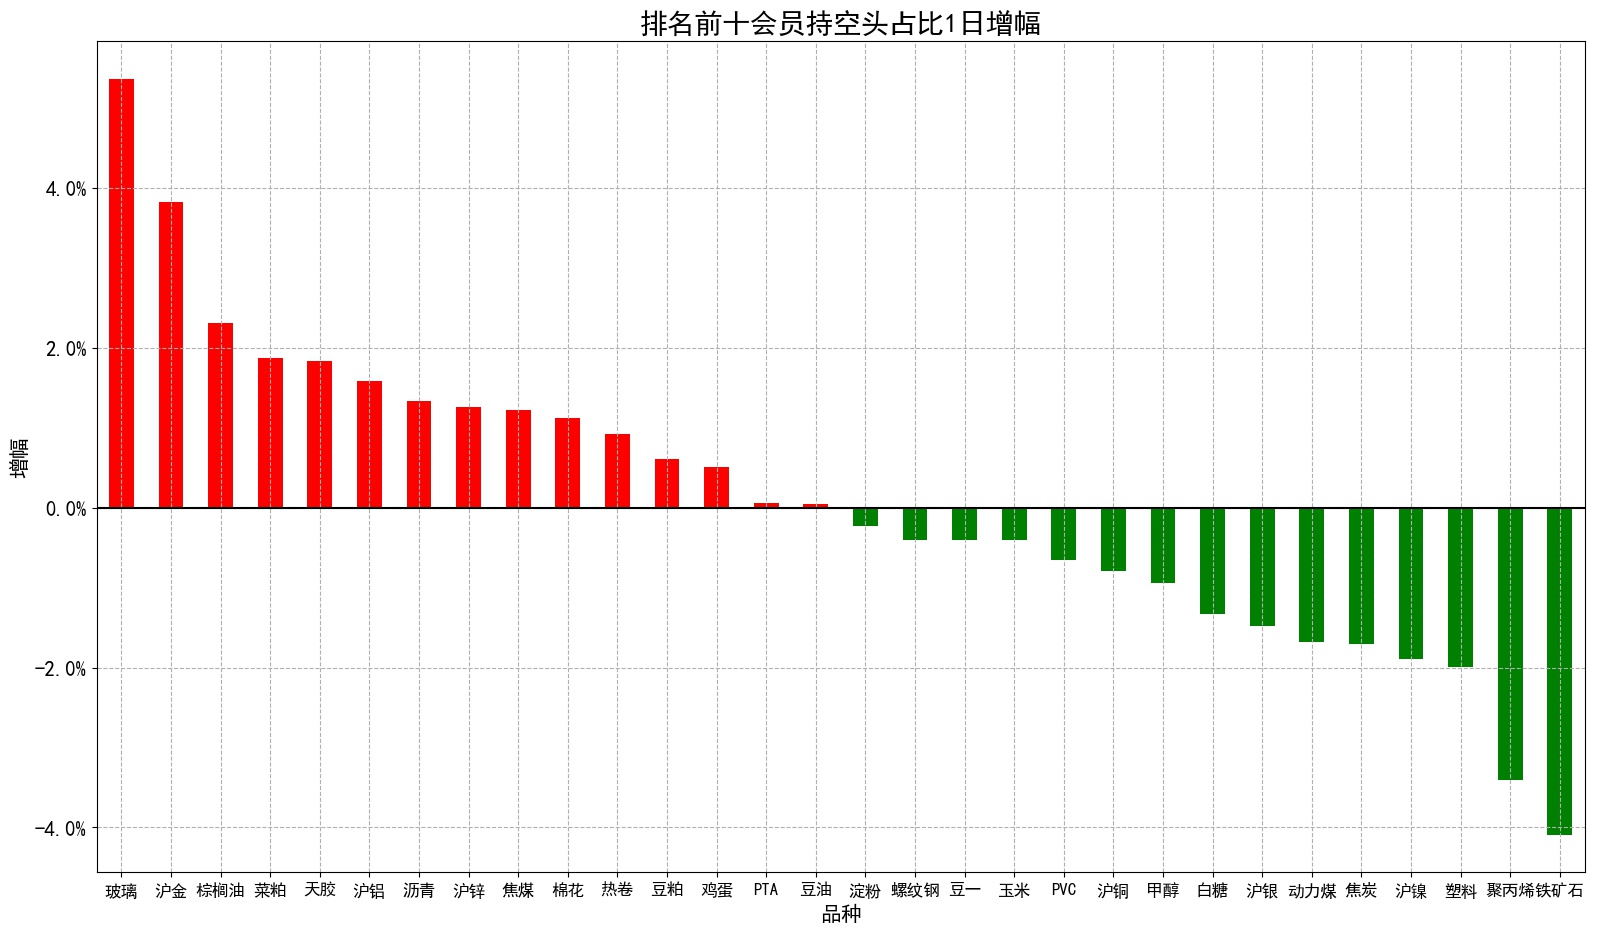 排名前十会员持空头占比1日增幅
4.0%
2.0%
0.0%
-2.0%
-4.0%
增幅
玻璃 沪金 棕榈油 菜粕 天胶 沪铝 沥青 沪锌 焦煤 棉花 热卷 豆粕 鸡蛋 PTA 豆油 淀粉 螺纹钢 豆一 玉米 PVC 沪铜 甲醇 白糖 沪银 动力煤 焦炭 沪镍 塑料 聚丙烯 铁矿石
品种